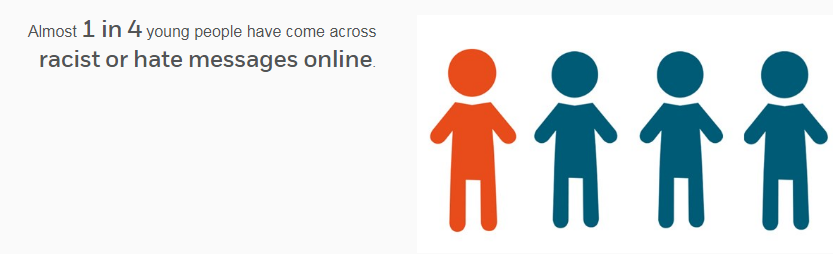 Almost 1 in 4 young people have come across
racist or hate messages online.